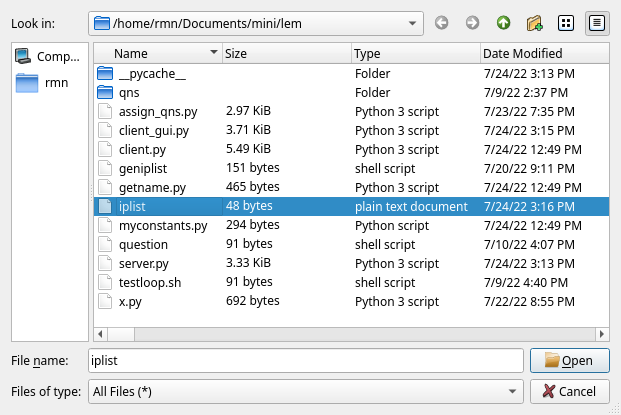 Look in: /home/rmn/Documents/mini/lem
Comp...
rmn
Name Size Type Date Modified
__pycache__ Folder 7/24/22 3:13 PM
qns Folder 7/9/22 2:37 PM
assign_qns.py 2.97 KiB Python 3 script 7/23/22 7:35 PM
client_gui.py 3.71 KiB Python 3 script 7/24/22 3:15 PM
client.py 5.49 KiB Python 3 script 7/24/22 12:49 PM
geniplist 151 bytes shell script 7/20/22 9:11 PM
getname.py 465 bytes Python 3 script 7/24/22 12:49 PM
iplist 48 bytes plain text document 7/24/22 3:16 PM
myconstants.py 294 bytes Python script 7/24/22 12:49 PM
question 91 bytes shell script 7/10/22 4:07 PM
server.py 3.33 KiB Python 3 script 7/24/22 3:13 PM
testloop.sh 91 bytes shell script 7/9/22 4:40 PM
x.py 692 bytes Python 3 script 7/22/22 8:55 PM
File name: iplist Open
Files of type: All Files (*) Cancel